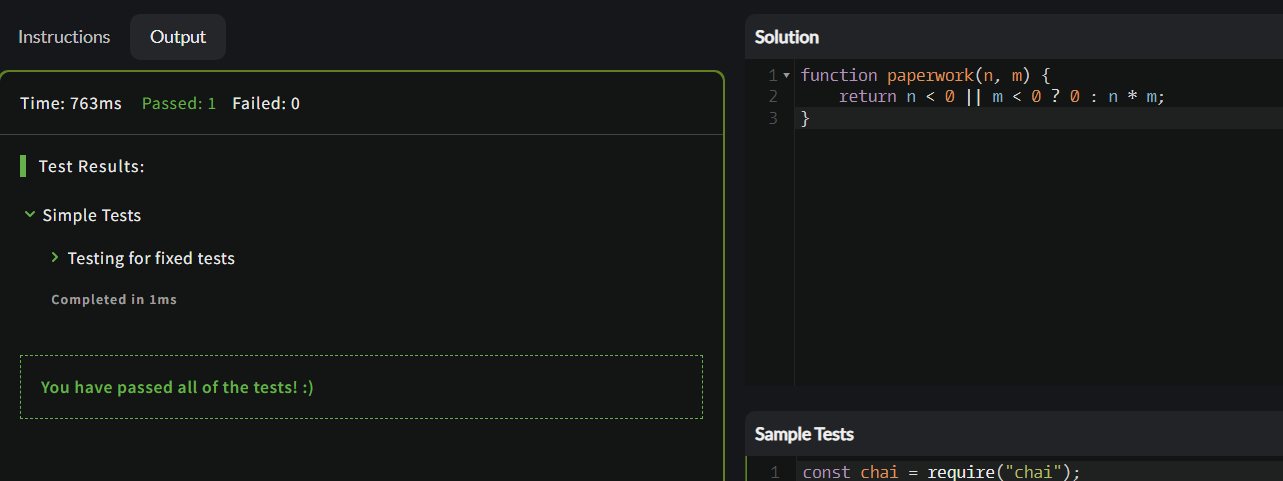 Instructions Output
Time: 763ms Passed: 1 Failed: 0
Test Results:
Simple Tests
Testing for fixed tests
Completed in 1ms
You have passed all of the tests! :)
Solution
1 function paperwork(n, m) {
2     return n < 0 || m < 0 ? 0 : n * m;
3 }
Sample Tests
1 const chai = require("chai");